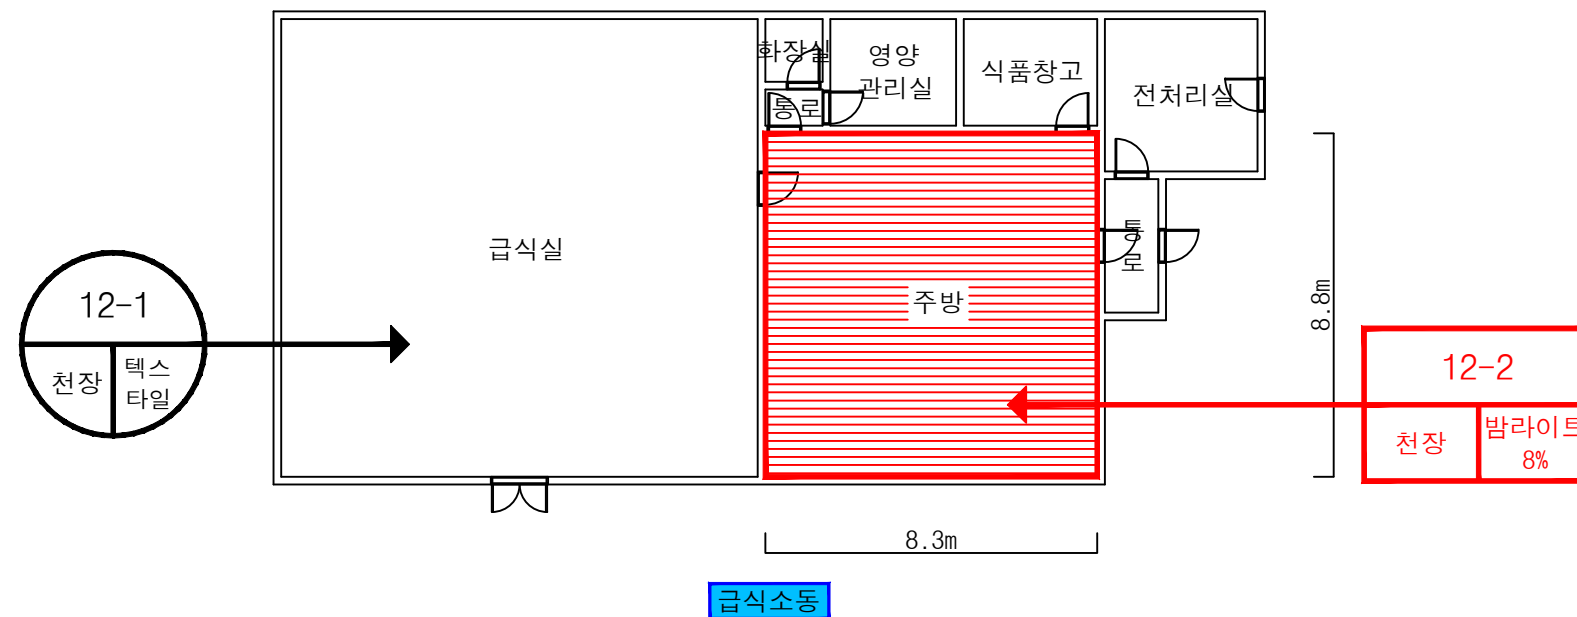 화장실
영양
관리실
식품창고
전처리실
통로
급식실
통
로
주방
12-1
천장
텍스
타일
8.8m
12-2
천장
밤라이트
8%
8.3m
급식소동